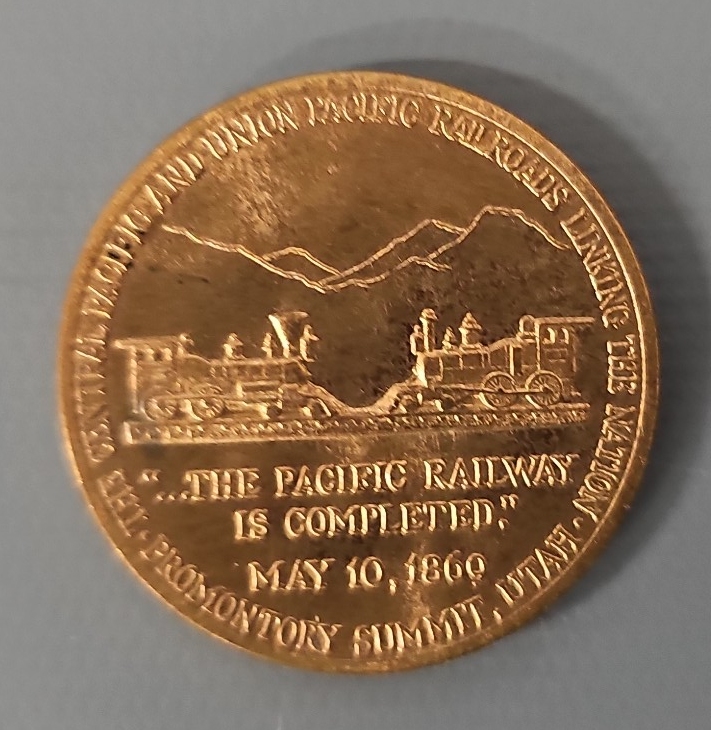 THE CENTRAL PACIFIC AND UNION PACIFIC RAILROADS LINKING THE NATION
"...THE PACIFIC RAILWAY
IS COMPLETED."
MAY 10, 1869
· PROMONTORY SUMMIT, UTAH ·